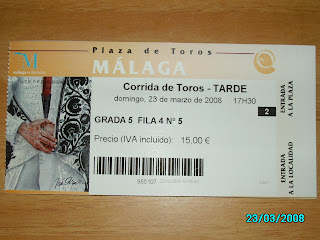 Plaza de Toros
MÁLAGA
M
Corrida de Toros - TARDE
domingo, 23 de marzo de 2008 17H30
GRADA 5 FILA 4 Nº 5
Precio (IVA incluido): 15.00 €
985107
2
ENTRADA
A LA PLAZA
ENTRADA
A LA LOCALIDAD
23/03/2008